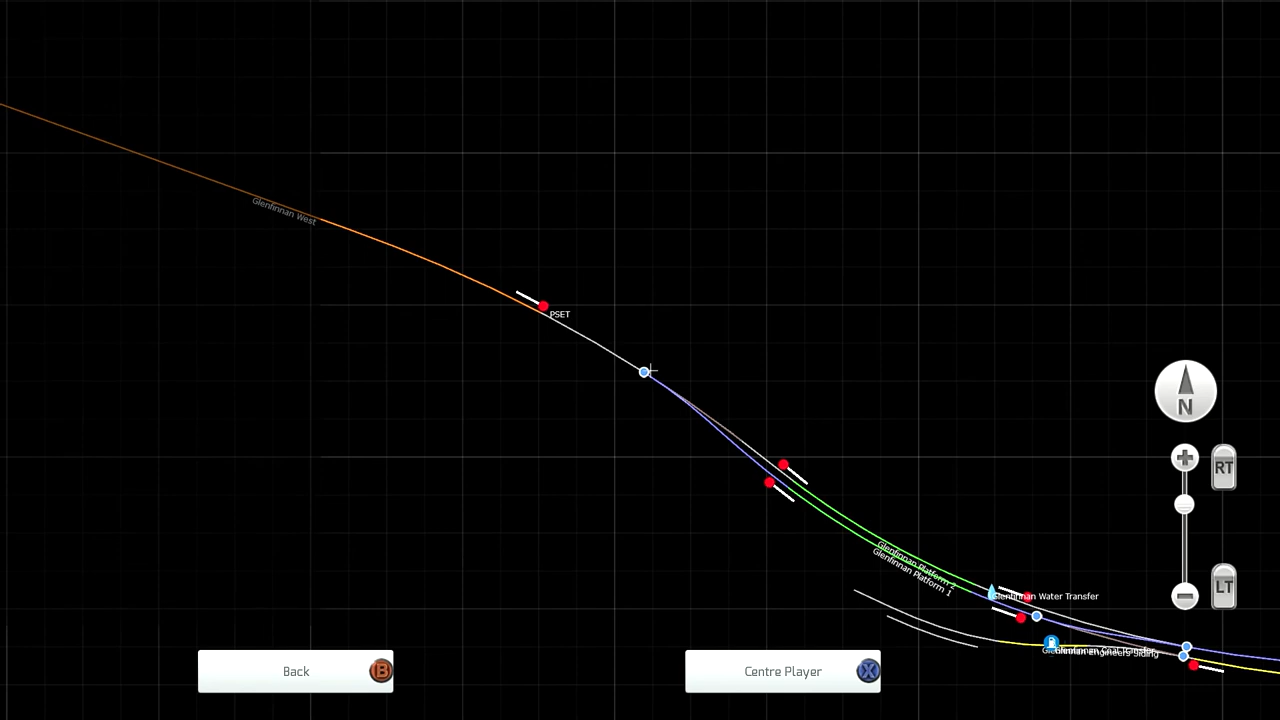 Glenfinnan West
PSET
N
RT
Glenfinnan Platform 2
Glenfinnan Platform 1
Glenfinnan Water Transfer
LT
Back
B
Centre Player
X